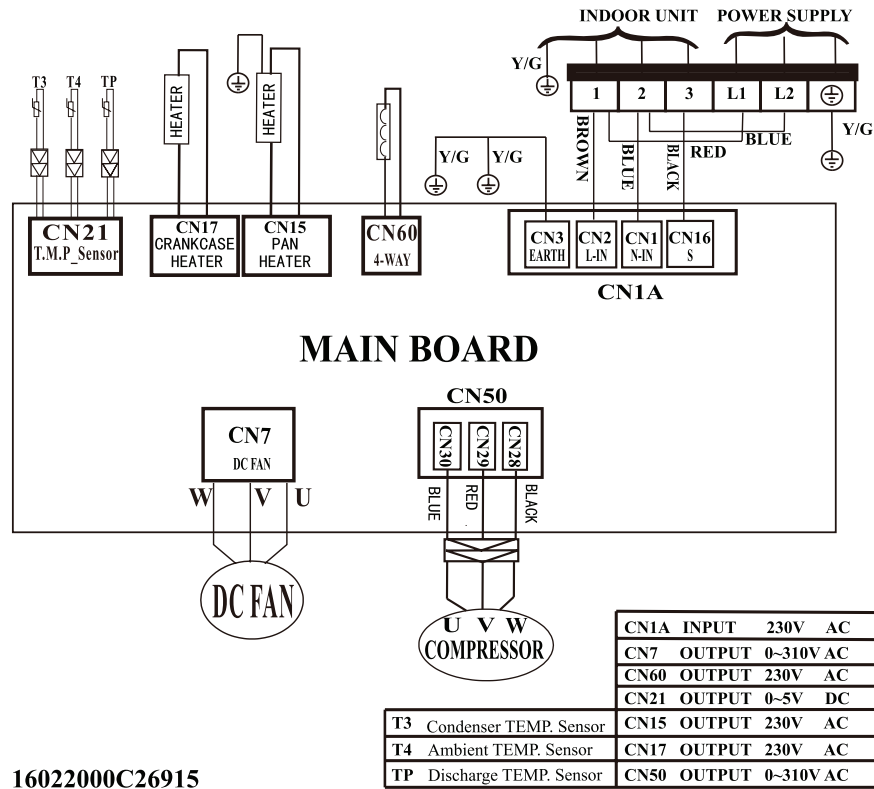 INDOOR UNIT POWER SUPPLY
Y/G
1 2 3 L1 L2
Y/G
BROWN
BLUE
BLACK
RED
BLUE
T3 T4 TP
HEATER
HEATER
Y/G Y/G
CN21
T.M.P_Sensor
CN17
CRANKCASE
HEATER
CN15
PAN
HEATER
CN60
4-WAY
CN3
EARTH
CN2
L-IN
CN1
N-IN
CN16
S
CN1A
MAIN BOARD
CN7
DC FAN
W V U
DC FAN
CN50
CN30
CN29
CN28
BLUE
RED
BLACK
U V W
COMPRESSOR
CN1A INPUT 230V AC
CN7 OUTPUT 0~310V AC
CN60 OUTPUT 230V AC
CN21 OUTPUT 0~5V DC
T3 Condenser TEMP. Sensor CN15 OUTPUT 230V AC
T4 Ambient TEMP. Sensor CN17 OUTPUT 230V AC
TP Discharge TEMP. Sensor CN50 OUTPUT 0~310V AC
16022000C26915